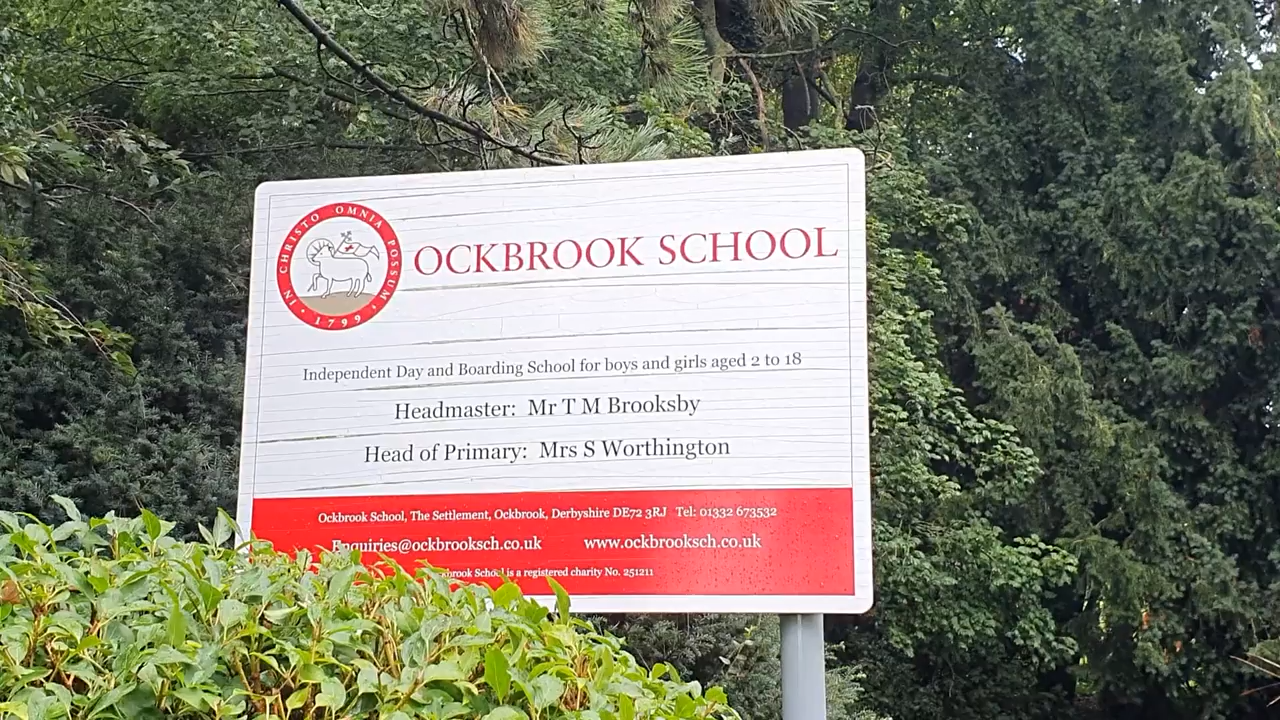 IN CHRISTO OMNIA POSSUM
1799
OCKBROOK SCHOOL
Independent Day and Boarding School for boys and girls aged 2 to 18
Headmaster: Mr T M Brooksby
Head of Primary: Mrs S Worthington
Ockbrook School, The Settlement, Ockbrook, Derbyshire DE72 3RJ Tel: 01332 673532
Enquiries@ockbrooksch.co.uk www.ockbrooksch.co.uk
School is a registered charity No. 251211